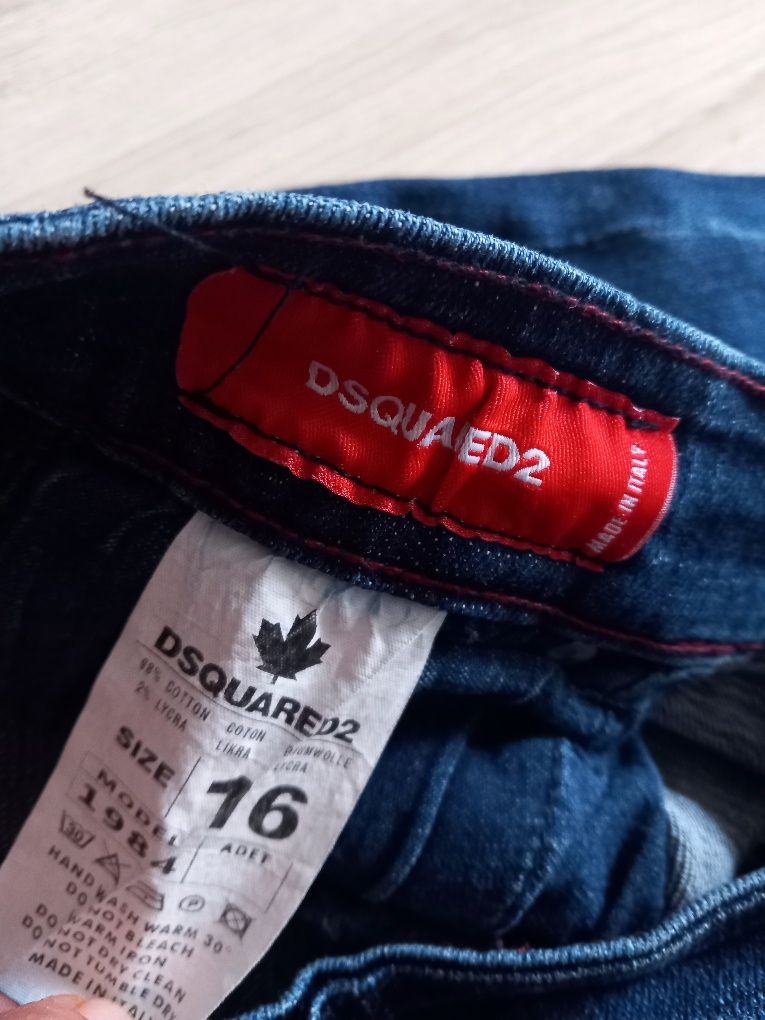 DSQUARED2
MADE IN ITALY
DSQUARED2
98% COTTON COTON BAUMWOLLE
2% LYCRA LIKRA LYCRA
SIZE 16
MODEL
1984 ADET
30 P
HAND WASH WARM 30°
DO NOT BLEACH
DO WARM IRON
DO NOT DRY CLEAN
DO NOT TUMBLE DRY
MADE IN ITALY